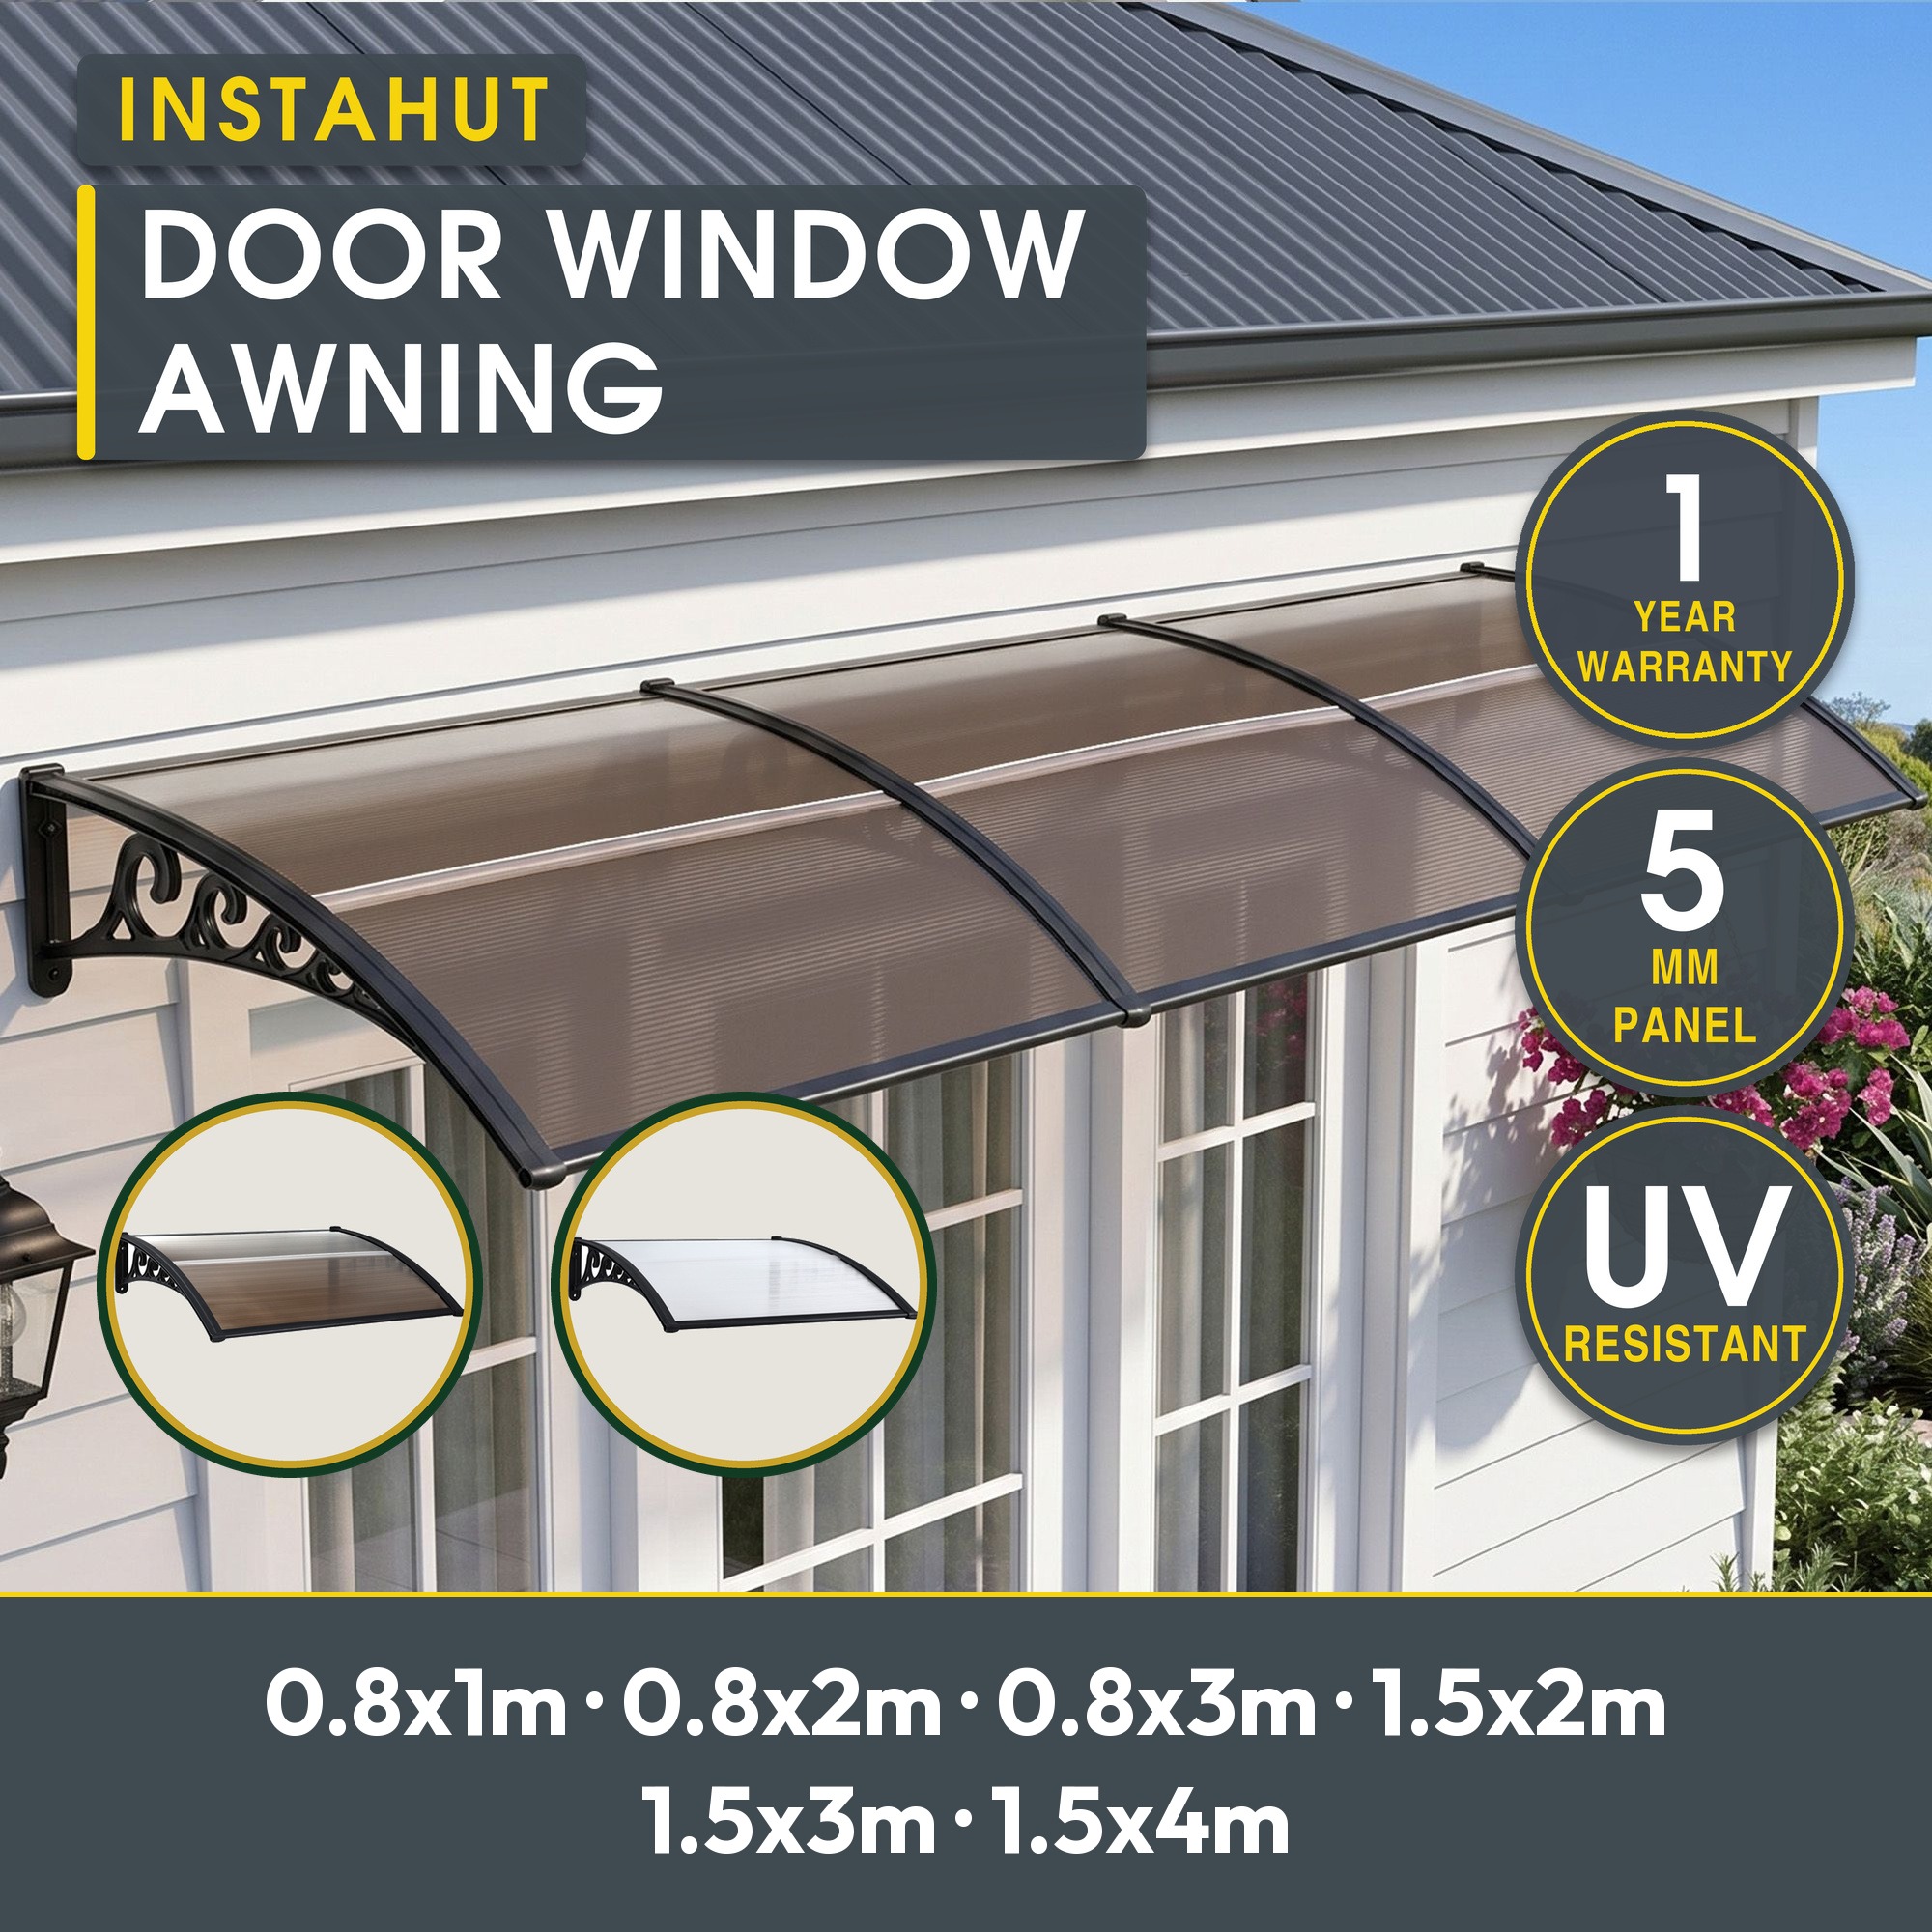 INSTAHUT
DOOR WINDOW
AWNING
1
YEAR
WARRANTY
5
MM
PANEL
UV
RESISTANT
0.8x1m · 0.8x2m · 0.8x3m · 1.5x2m
1.5x3m · 1.5x4m